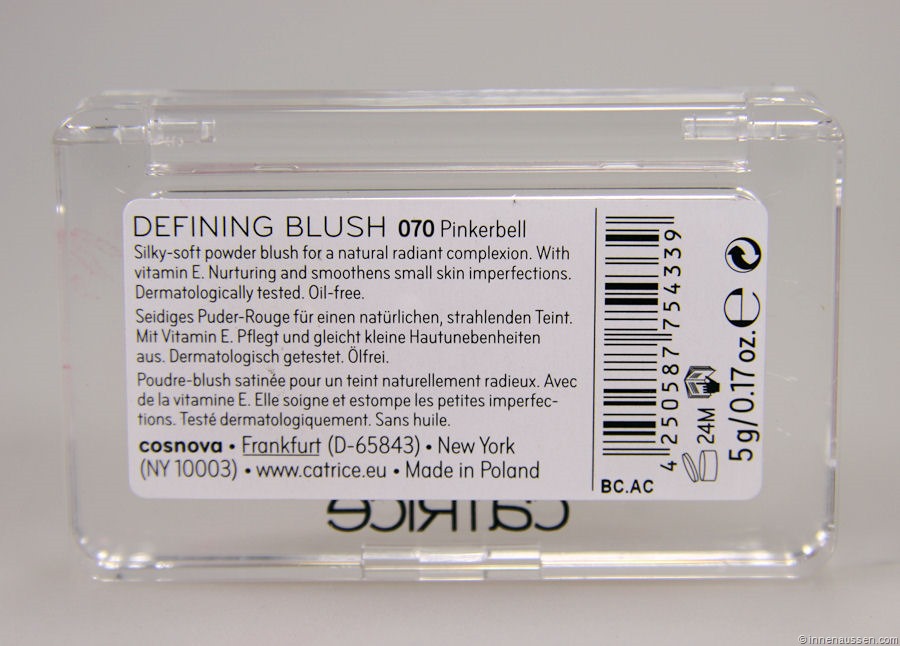 DEFINING BLUSH 070 Pinkerbell
Silky-soft powder blush for a natural radiant complexion. With
vitamin E. Nurturing and smoothens small skin imperfections.
Dermatologically tested. Oil-free.
Seidiges Puder-Rouge für einen natürlichen, strahlenden Teint.
Mit Vitamin E. Pflegt und gleicht kleine Hautunebenheiten
aus. Dermatologisch getestet. Ölfrei.
Poudre-blush satinée pour un teint naturellement radieux. Avec
de la vitamine E. Elle soigne et estompe les petites imperfec-
tions. Testé dermatologiquement. Sans huile.
cosnova • Frankfurt (D-65843) • New York
(NY 10003) • www.catrice.eu • Made in Poland
4 250587 754339
BC.AC
24M
5 g/0.17 oz. e
CATRICE
© innenaussen.com